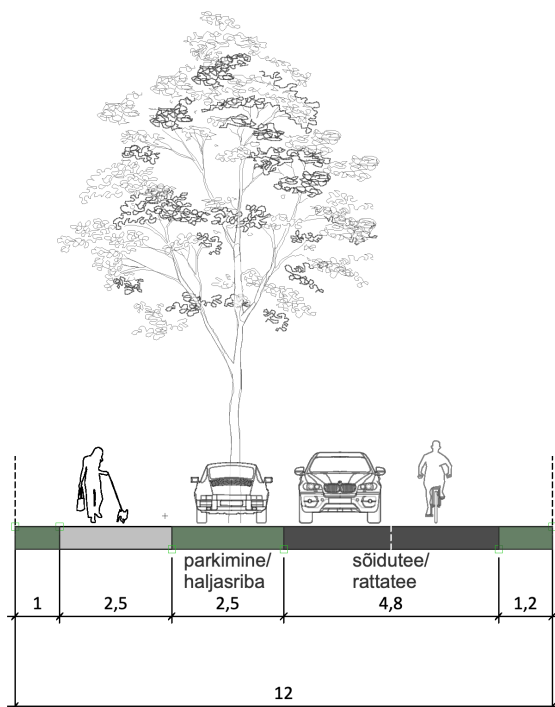 parkimine/
haljasriba
sõidutee/
rattatee
1
2,5
2,5
4,8
1,2
12